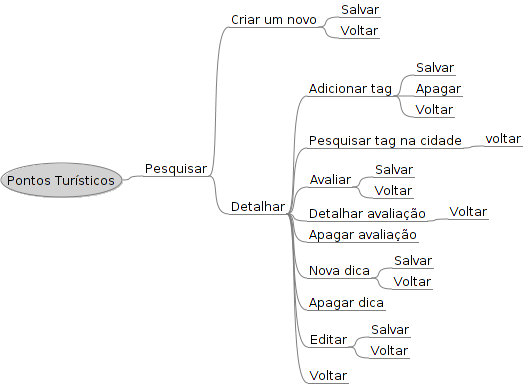 Pontos Turísticos
Pesquisar
Criar um novo
Salvar
Voltar
Detalhar
Adicionar tag
Salvar
Apagar
Voltar
Pesquisar tag na cidade
voltar
Avaliar
Salvar
Voltar
Detalhar avaliação
Voltar
Apagar avaliação
Nova dica
Salvar
Voltar
Apagar dica
Editar
Salvar
Voltar
Voltar